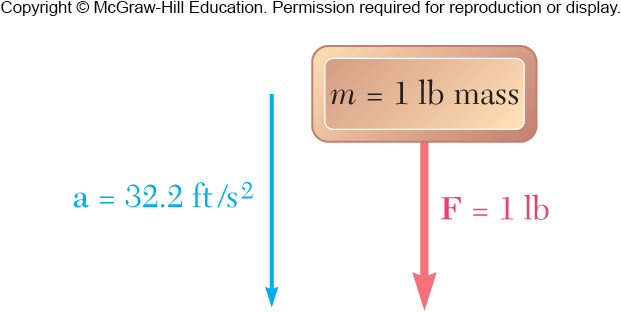 Copyright © McGraw-Hill Education. Permission required for reproduction or display.
m = 1 lb mass
a = 32.2 ft/s²
F = 1 lb